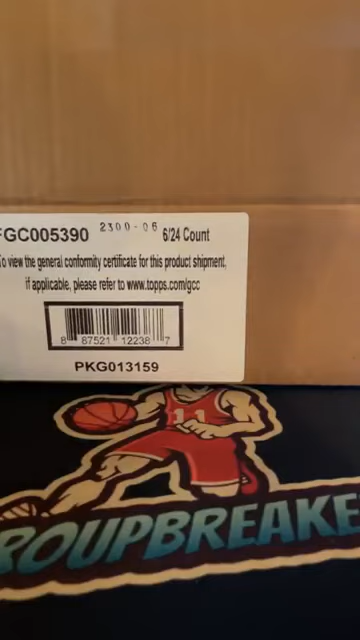 FGC005390 2300-06 6/24 Count
To view the general conformity certificate for this product shipment,
if applicable, please refer to www.topps.com/gcc
8 87521 12238 7
PKG013159
11
ROUPBREAKE